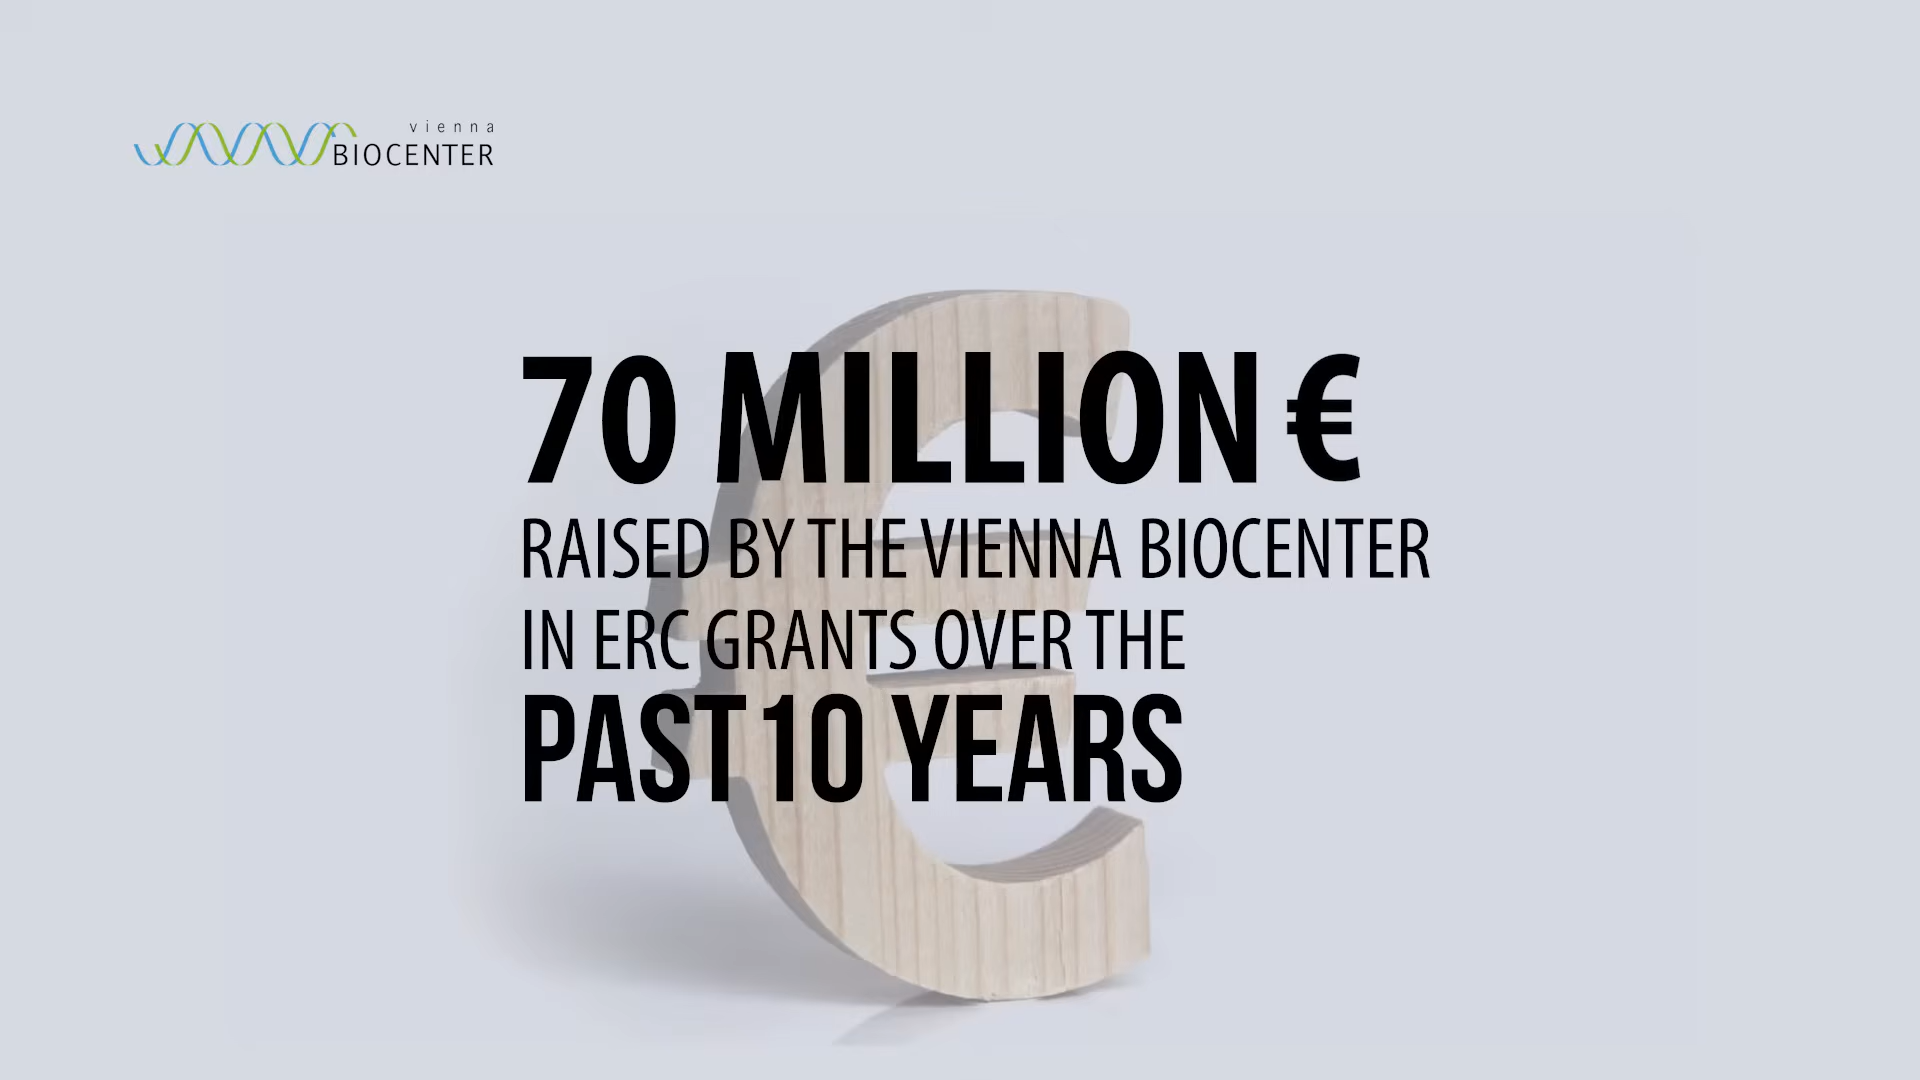 vienna
BIOCENTER
70 MILLION €
RAISED BY THE VIENNA BIOCENTER
IN ERC GRANTS OVER THE
PAST 10 YEARS